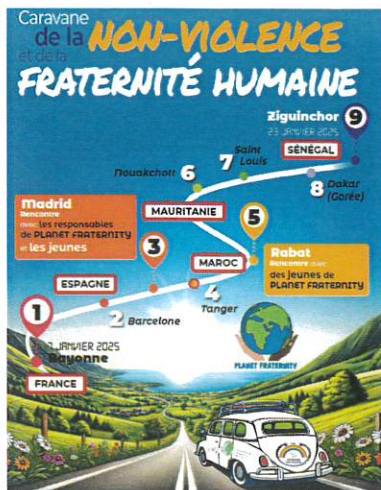 Caravane
de la NON-VIOLENCE
et de la
FRATERNITÉ HUMAINE
Ziguinchor 9
23 JANVIER 2025
SÉNÉGAL
Saint
Louis
7
Nouakchott 6
8 Dakar
(Gorée)
MAURITANIE
Madrid
Rencontre
avec les responsables
de PLANET FRATERNITY
et les jeunes
3
5
MAROC
Rabat
Rencontre avec
des jeunes de
PLANET FRATERNITY
ESPAGNE
1
2 Barcelone
4
Tanger
JANVIER 2025
Bayonne
FRANCE
PLANET FRATERNITY